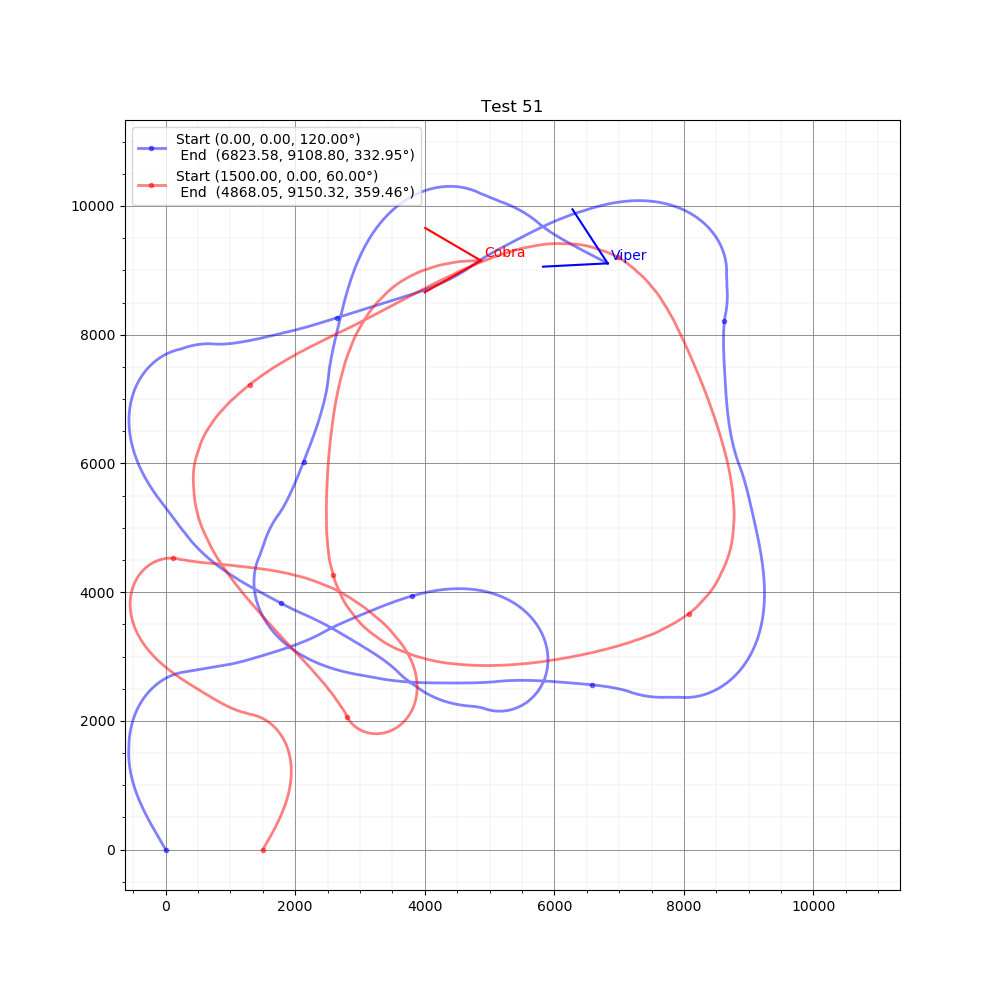 Test 51
Start (0.00, 0.00, 120.00°)
End (6823.58, 9108.80, 332.95°)
Start (1500.00, 0.00, 60.00°)
End (4868.05, 9150.32, 359.46°)
Cobra
Viper
10000
8000
6000
4000
2000
0
0 2000 4000 6000 8000 10000